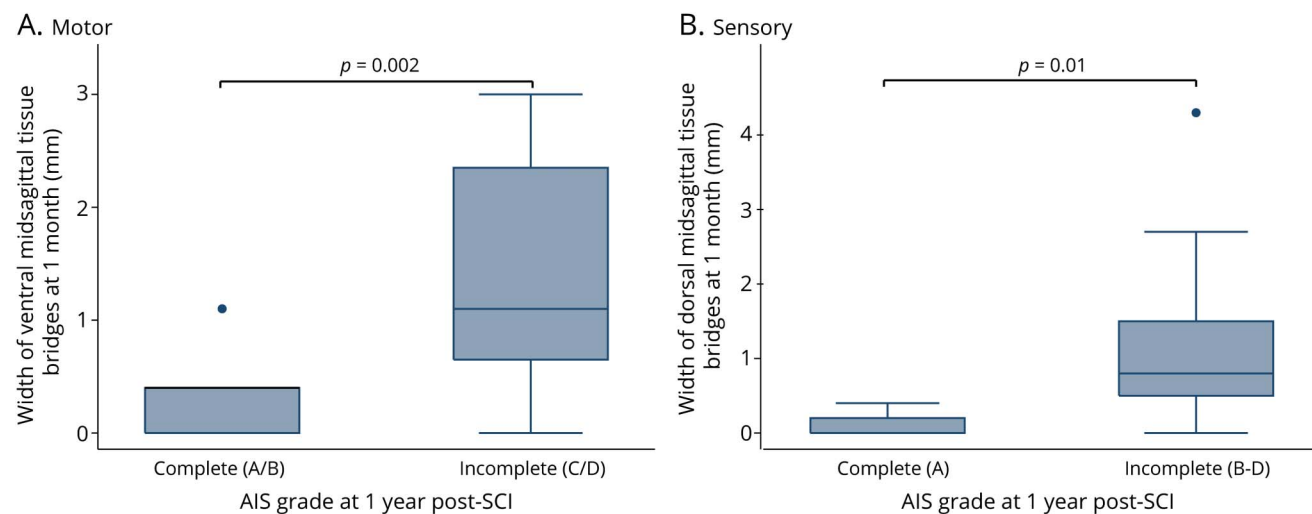 A. Motor
p = 0.002
Width of ventral midsagittal tissue
bridges at 1 month (mm)
3
2
1
0
Complete (A/B)
Incomplete (C/D)
AIS grade at 1 year post-SCI
B. Sensory
p = 0.01
Width of dorsal midsagittal tissue
bridges at 1 month (mm)
4
3
2
1
0
Complete (A)
Incomplete (B-D)
AIS grade at 1 year post-SCI